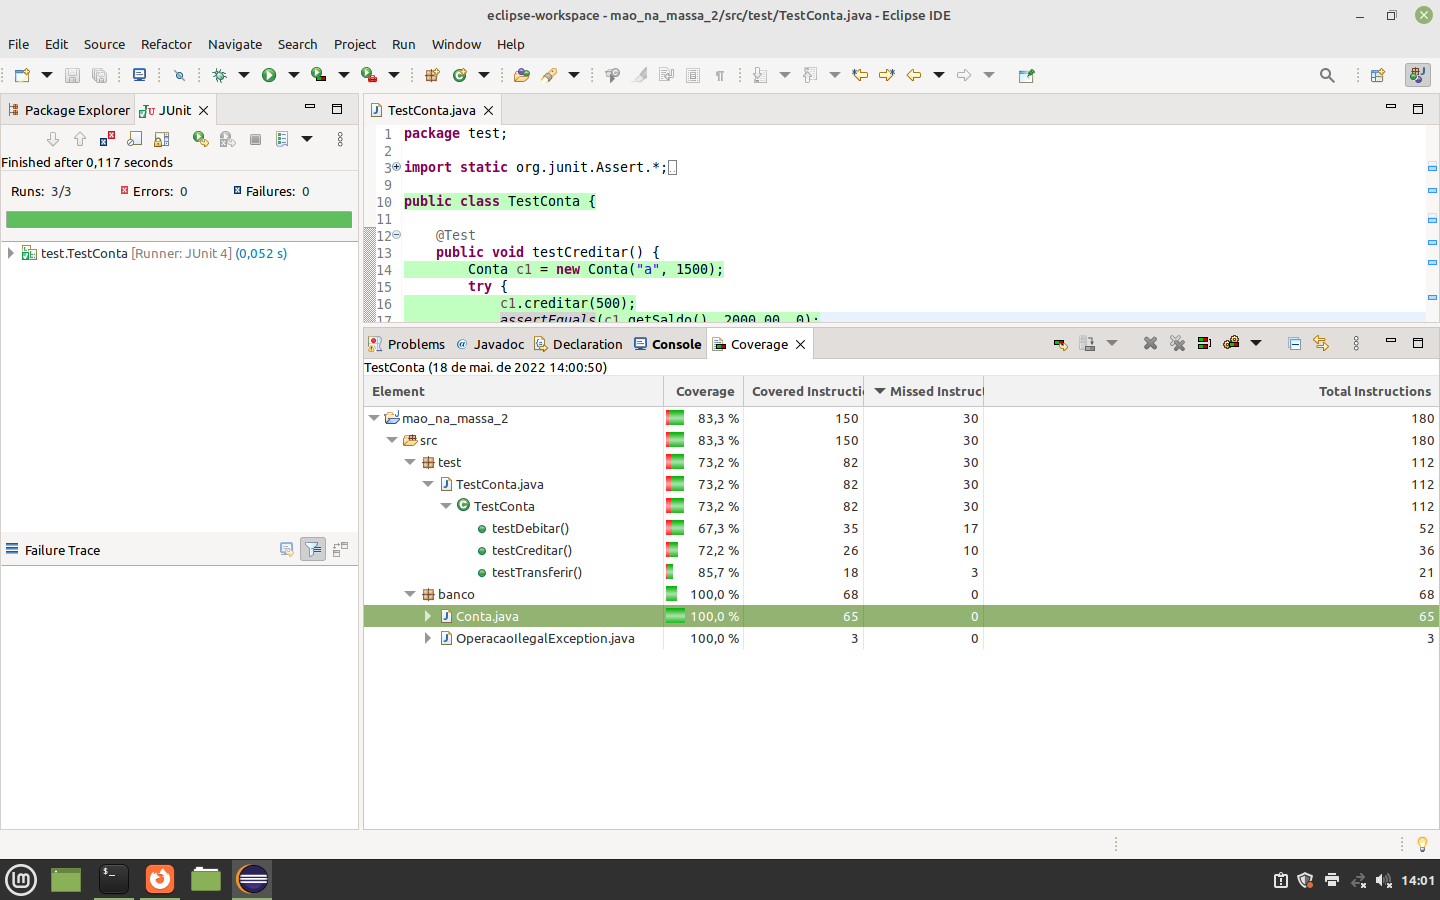 eclipse-workspace - mao_na_massa_2/src/test/TestConta.java - Eclipse IDE
File Edit Source Refactor Navigate Search Project Run Window Help
Package Explorer JUnit
Finished after 0,117 seconds
Runs: 3/3 Errors: 0 Failures: 0
test.TestConta [Runner: JUnit 4] (0,052 s)
Failure Trace
TestConta.java
1 package test;
2
3 import static org.junit.Assert.*;
9
10 public class TestConta {
11
12 @Test
13 public void testCreditar() {
14 Conta c1 = new Conta("a", 1500);
15 try {
16 c1.creditar(500);
17 assertEquals(c1.getSaldo(), 2000.00, 0);
Problems Javadoc Declaration Console Coverage
TestConta (18 de mai. de 2022 14:00:50)
Element Coverage Covered Instructi Missed Instruct Total Instructions
mao_na_massa_2 83,3 % 150 30 180
src 83,3 % 150 30 180
test 73,2 % 82 30 112
TestConta.java 73,2 % 82 30 112
TestConta 73,2 % 82 30 112
testDebitar() 67,3 % 35 17 52
testCreditar() 72,2 % 26 10 36
testTransferir() 85,7 % 18 3 21
banco 100,0 % 68 0 68
Conta.java 100,0 % 65 0 65
OperacaoIlegalException.java 100,0 % 3 0 3
14:01